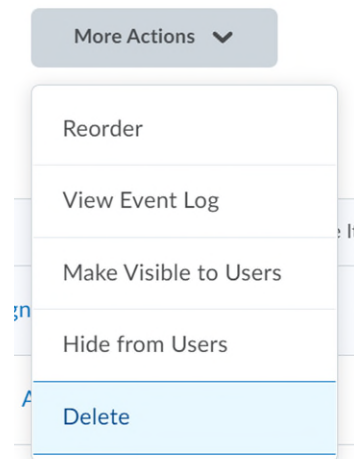 More Actions
Reorder
View Event Log
Make Visible to Users
Hide from Users
Delete